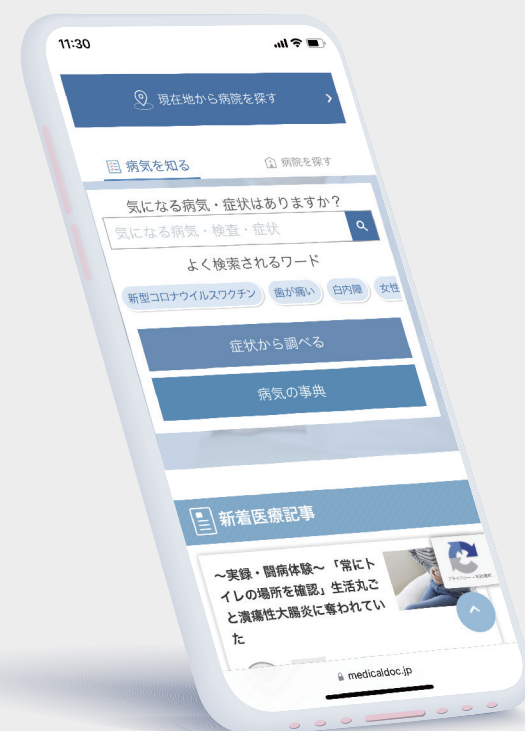 11:30
現在地から病院を探す
病気を知る
病院を探す
気になる病気・症状はありますか？
気になる病気・検査・症状
よく検索されるワード
新型コロナウイルスワクチン 歯が痛い 白内障 女性
症状から調べる
病気の事典
新着医療記事
～実録・闘病体験～「常にト
イレの場所を確認」生活丸ご
と潰瘍性大腸炎に奪われてい
た
medicaldoc.jp